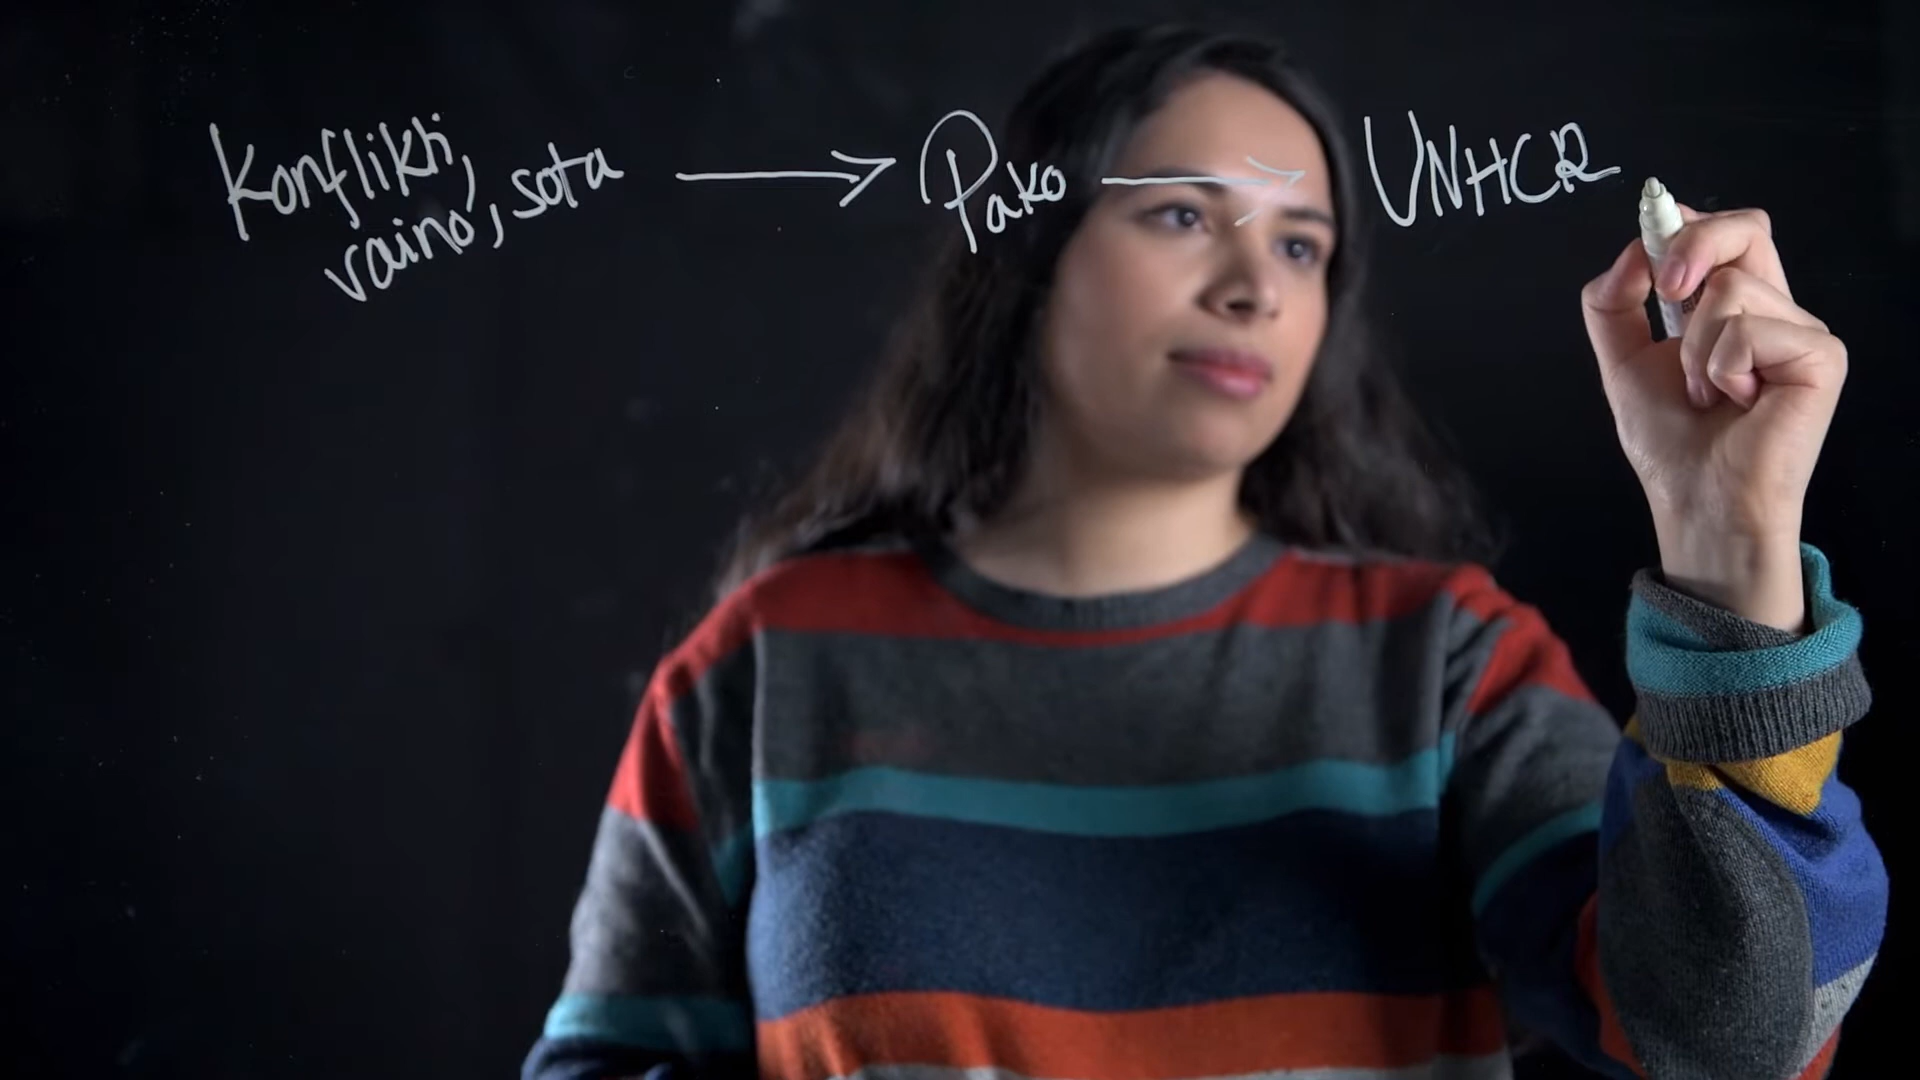 Konflikti, vaino, sota → Pako → UNHCR